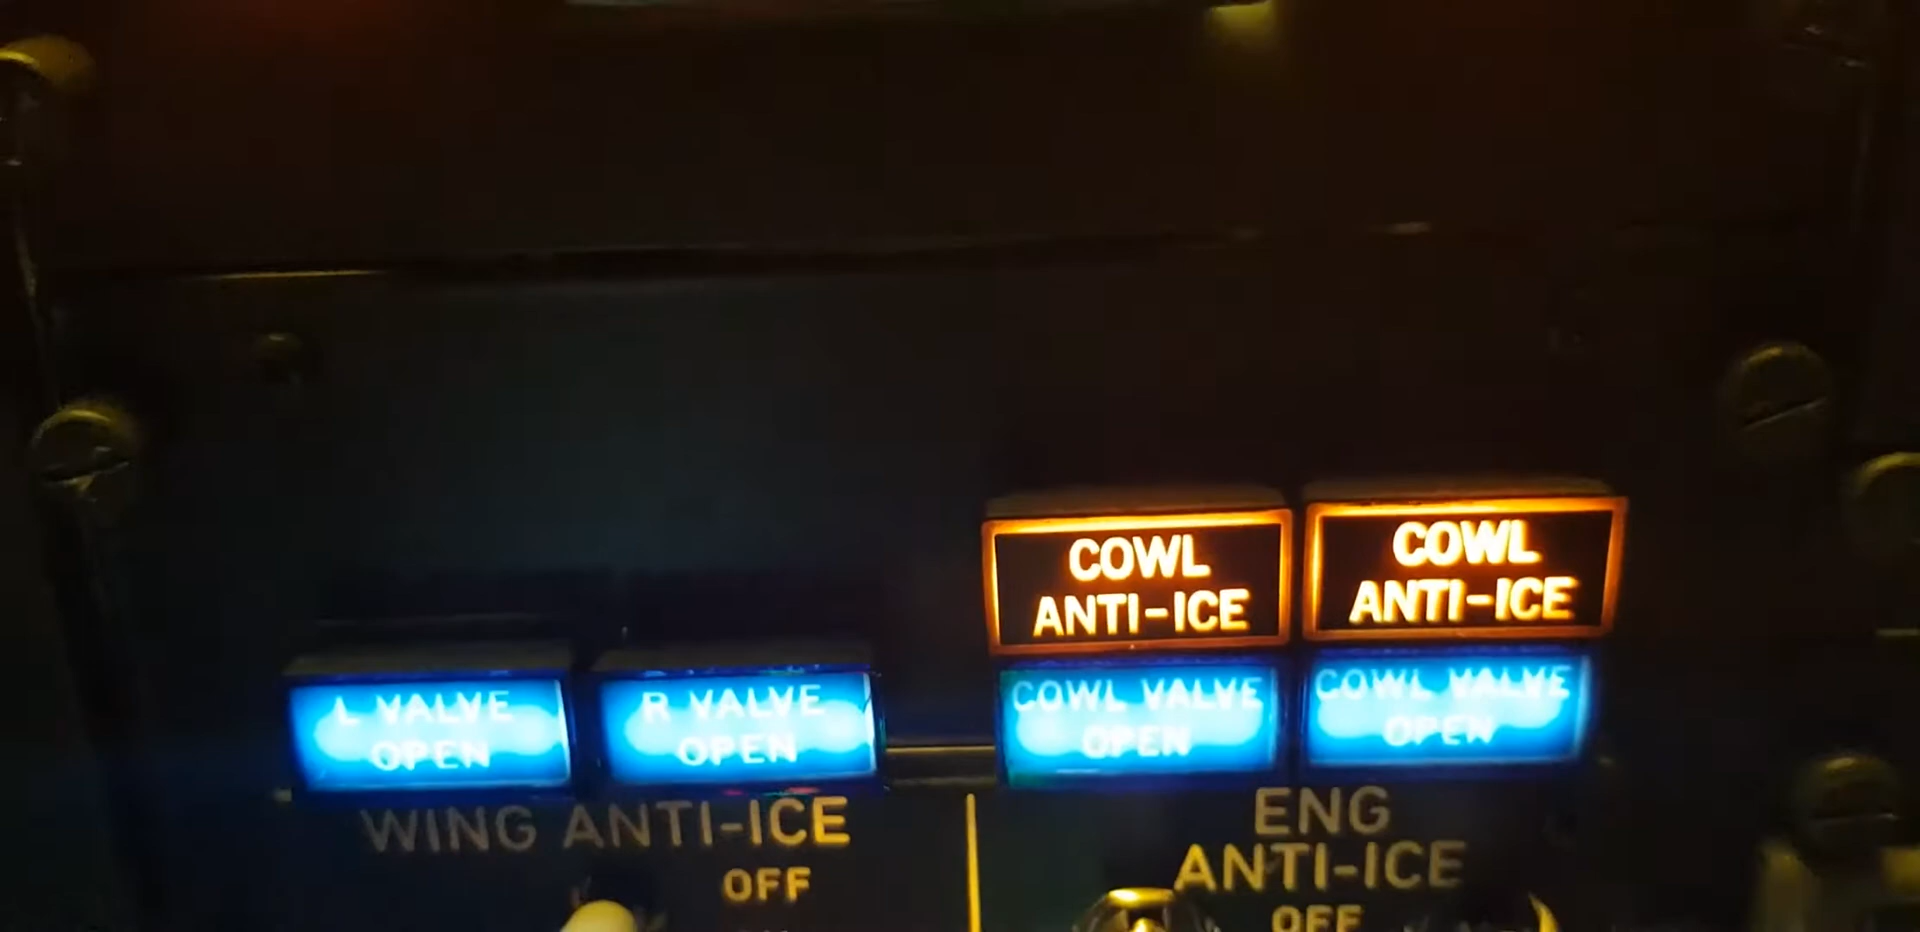 COWL
ANTI-ICE
COWL
ANTI-ICE
L VALVE
OPEN
R VALVE
OPEN
COWL VALVE
OPEN
COWL VALVE
OPEN
WING ANTI-ICE
OFF
ENG
ANTI-ICE
OFF